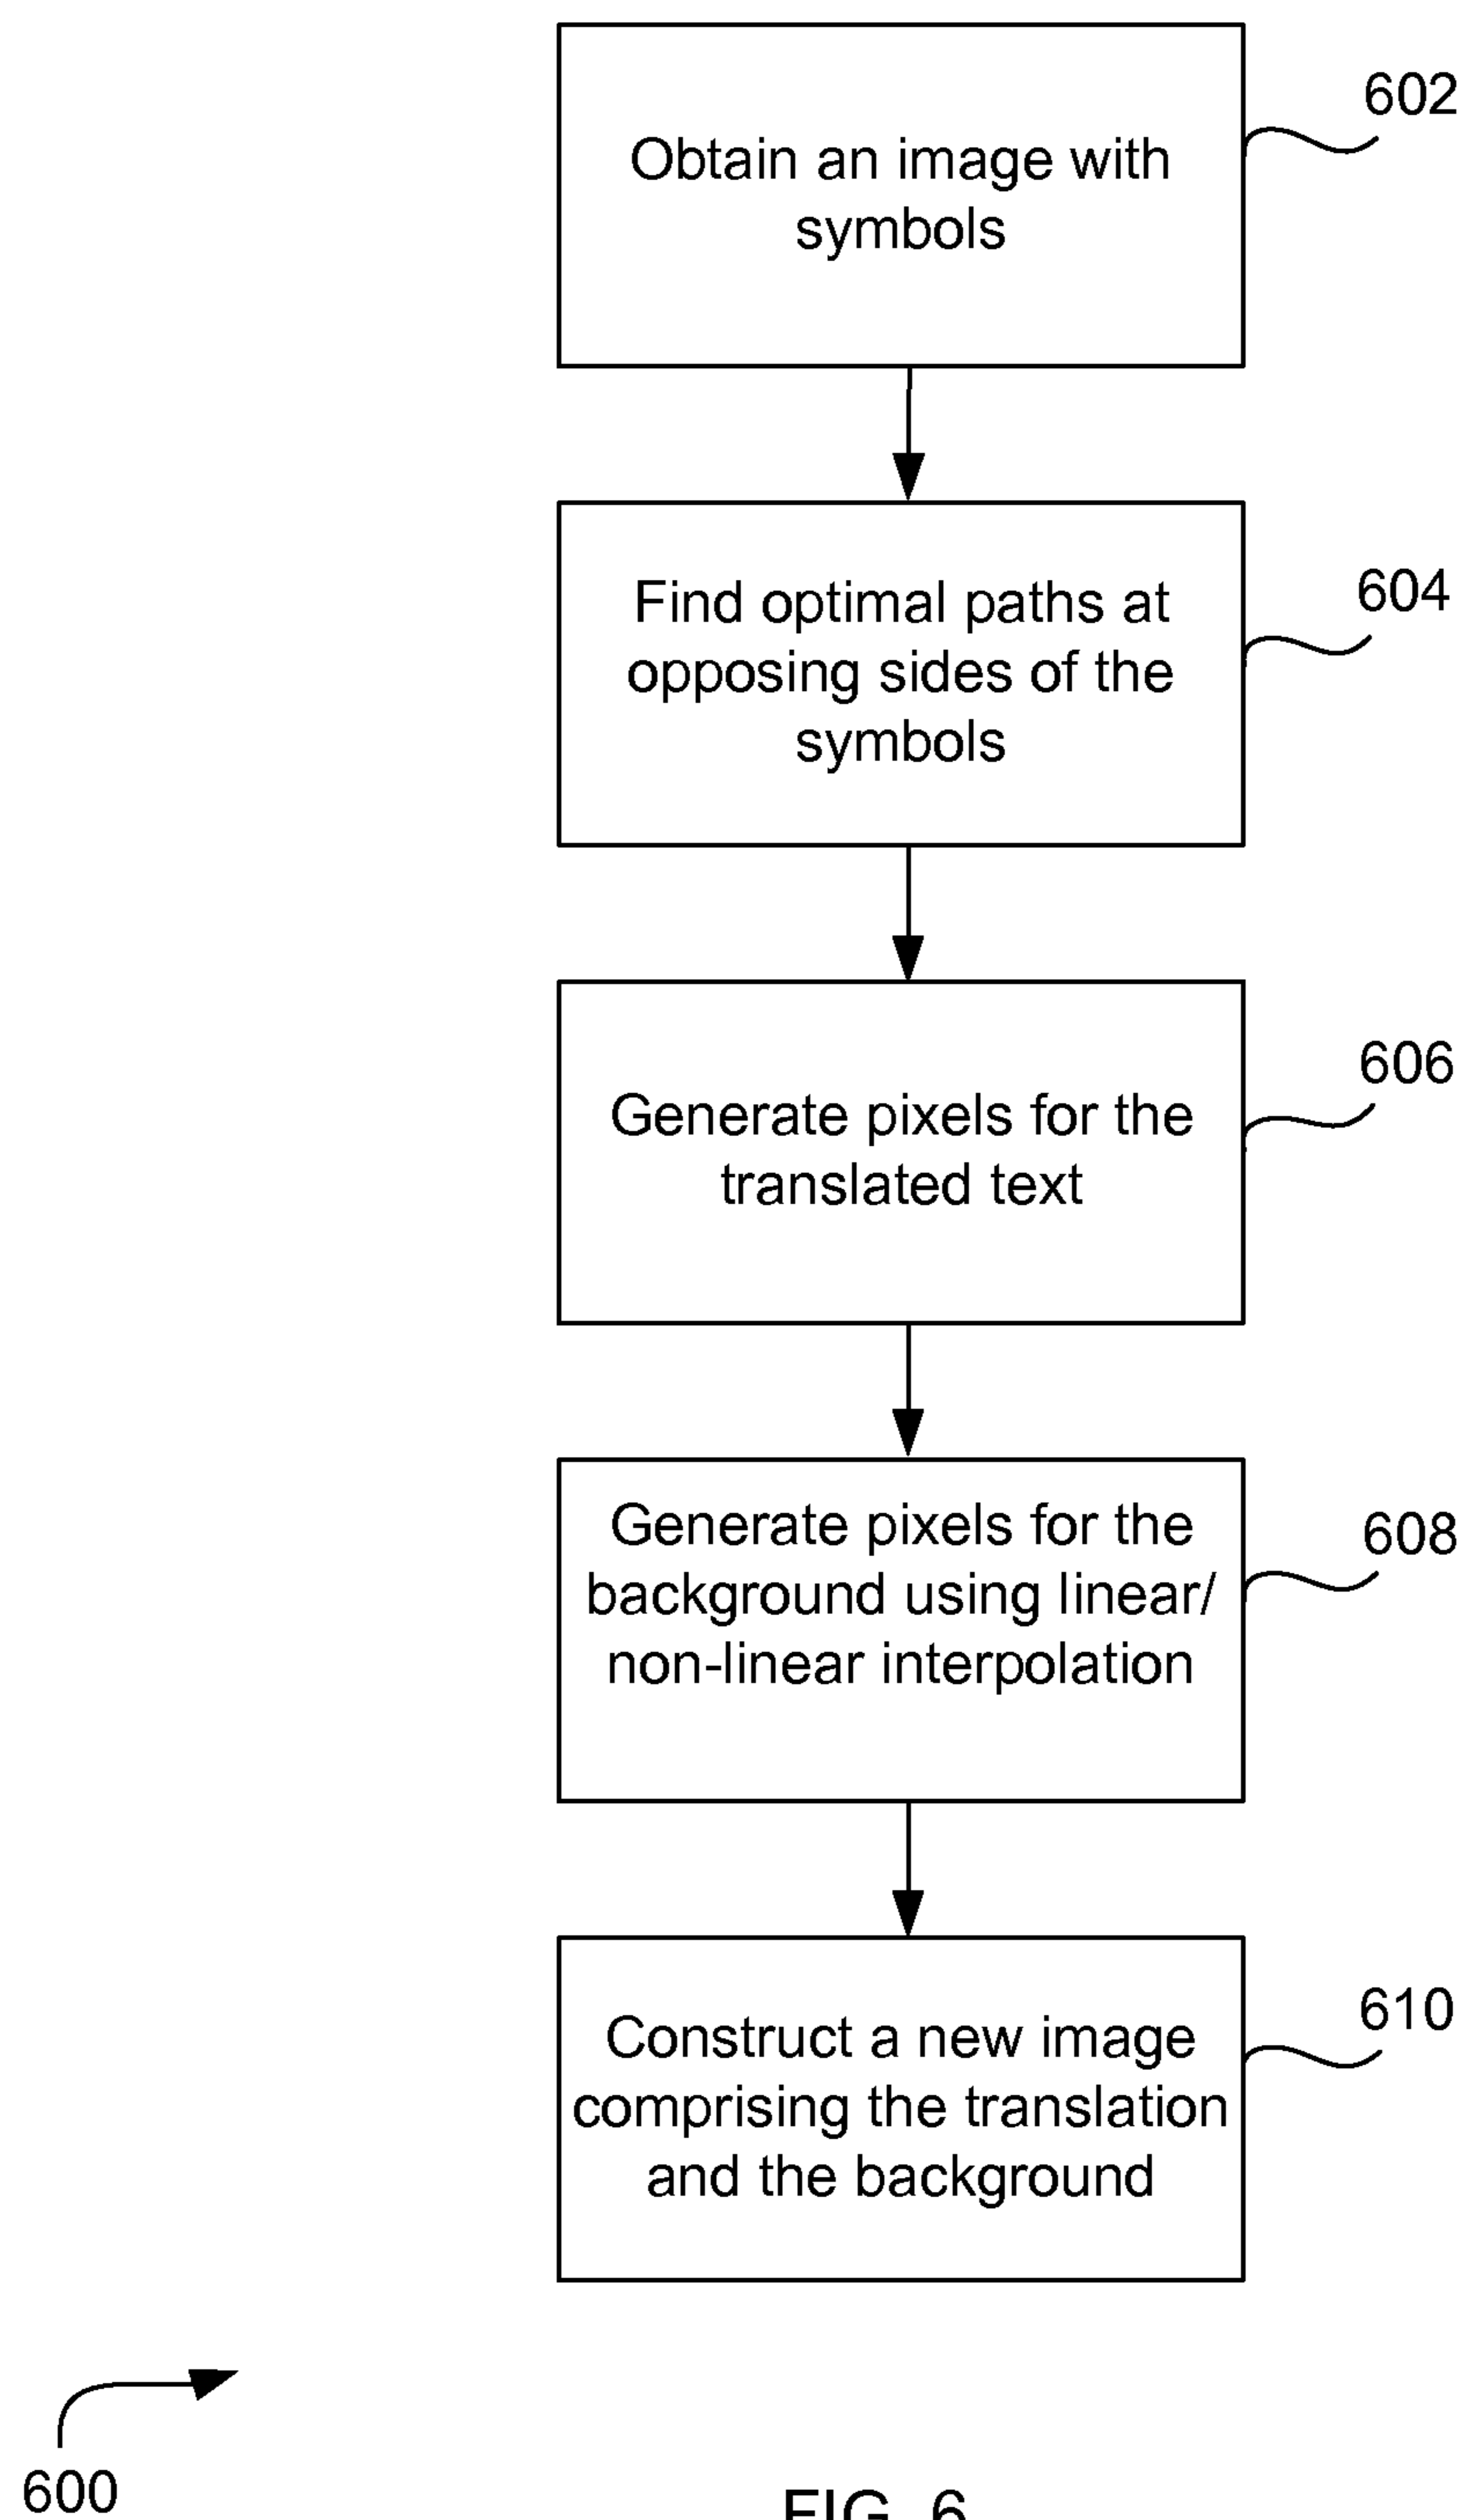 602
Obtain an image with
symbols
604
Find optimal paths at
opposing sides of the
symbols
606
Generate pixels for the
translated text
608
Generate pixels for the
background using linear/
non-linear interpolation
610
Construct a new image
comprising the translation
and the background
600
FIG. 6